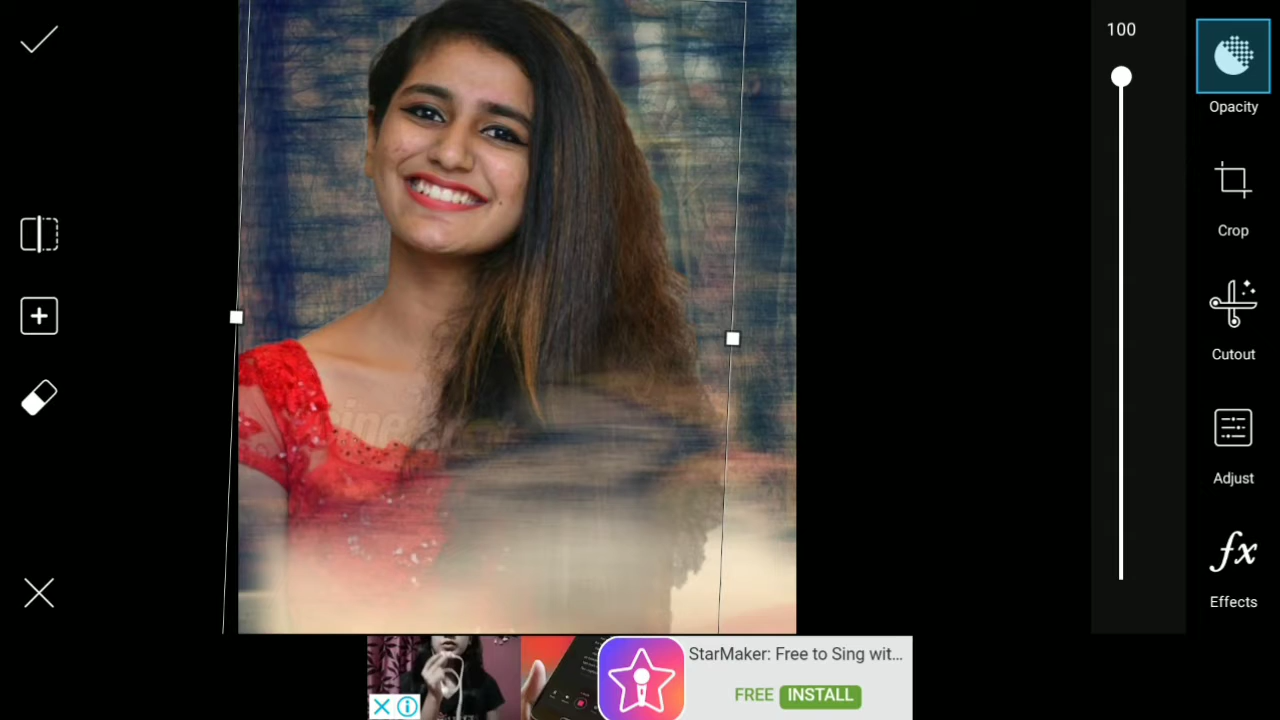 100
Opacity
Crop
Cutout
Adjust
fx
Effects
StarMaker: Free to Sing wit...
FREE INSTALL